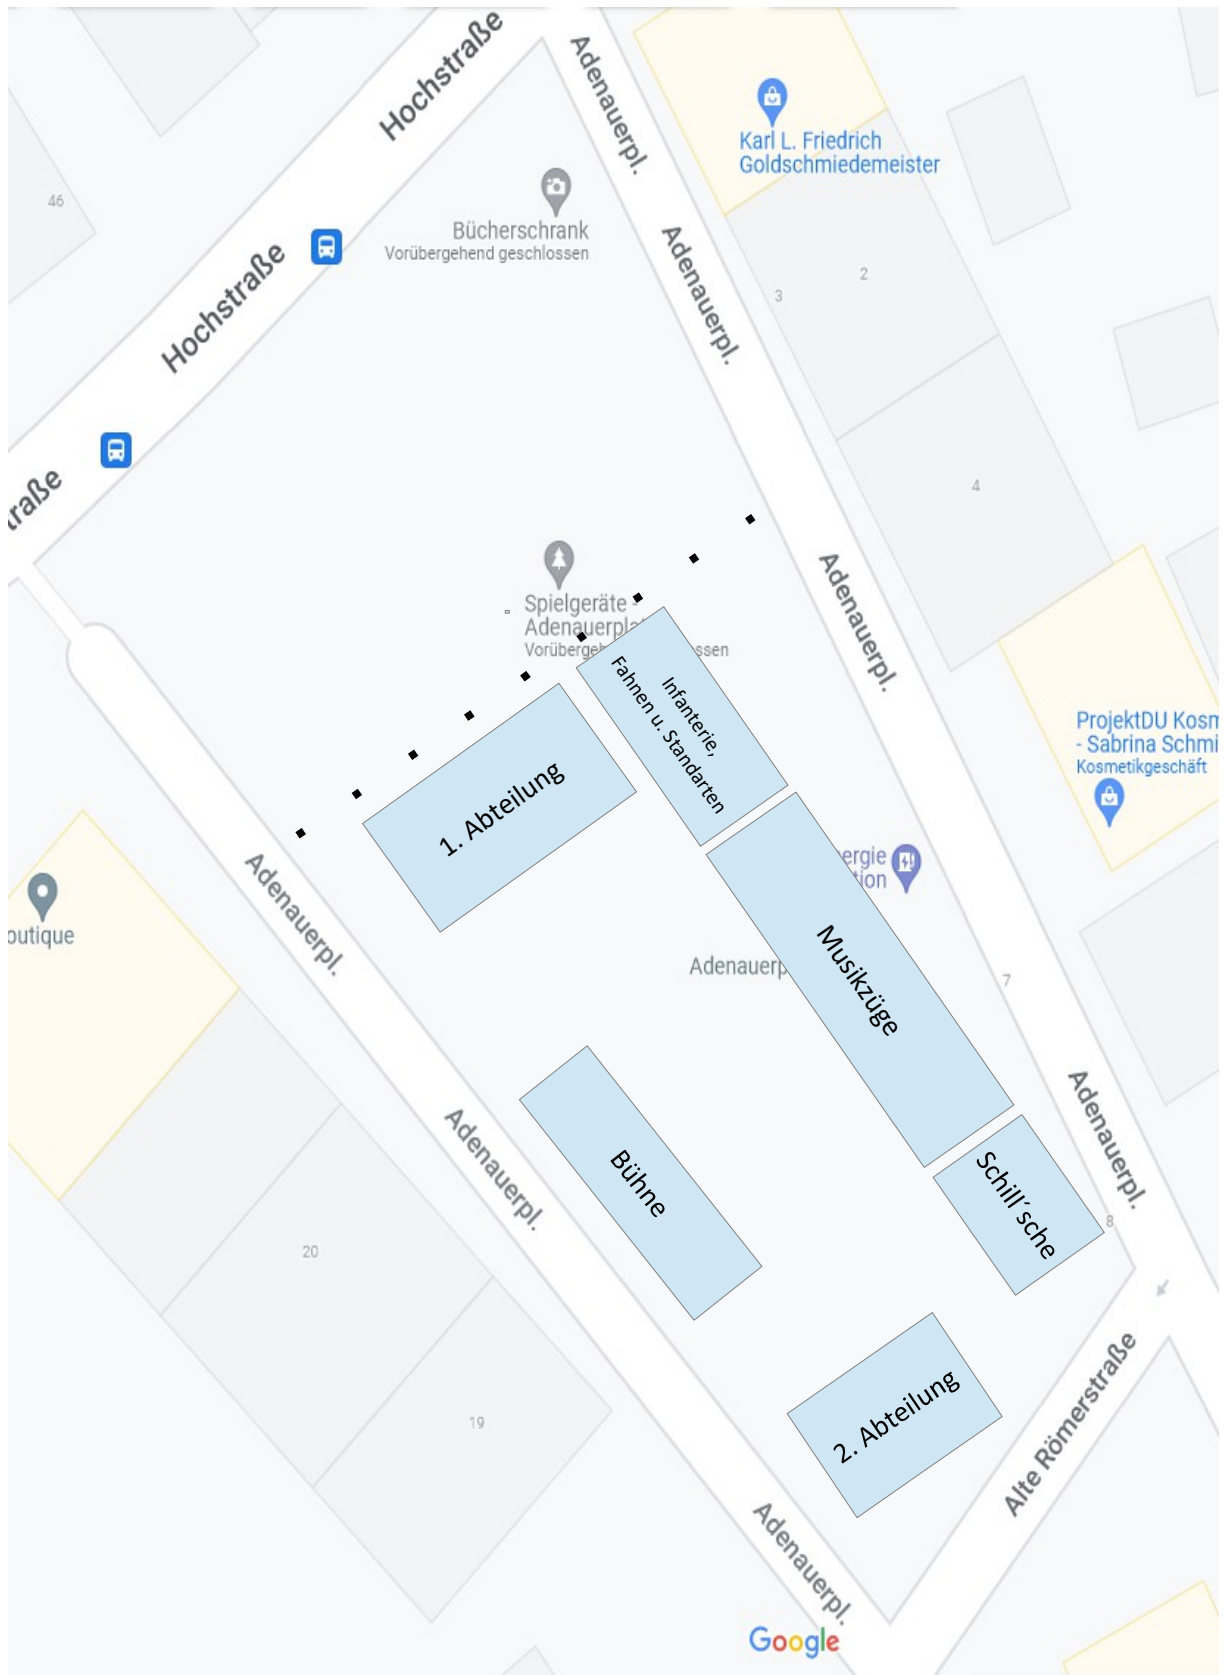 Hochstraße
Adenauerpl.
Karl L. Friedrich
Goldschmiedemeister
46
Bücherschrank
Vorübergehend geschlossen
Adenauerpl.
Hochstraße
2
3
4
traße
Spielgeräte -
Adenauerpla
Vorübergeh ssen
Adenauerpl.
Infanterie,
Fahnen u. Standarten
ProjektDU Kosm
- Sabrina Schmi
Kosmetikgeschäft
1. Abteilung
ergie
tion
outique
Adenauerpl.
Adenauerp
Musikzüge
7
Adenauerpl.
Adenauerpl.
Bühne
Schill´sche
8
20
2. Abteilung
Alte Römerstraße
19
Adenauerpl.
Google